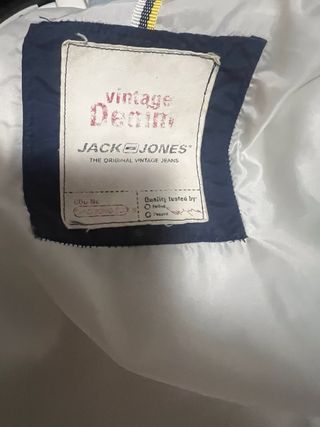 vintage
Denim
JACK JONES®
THE ORIGINAL VINTAGE JEANS
Quality tested by: